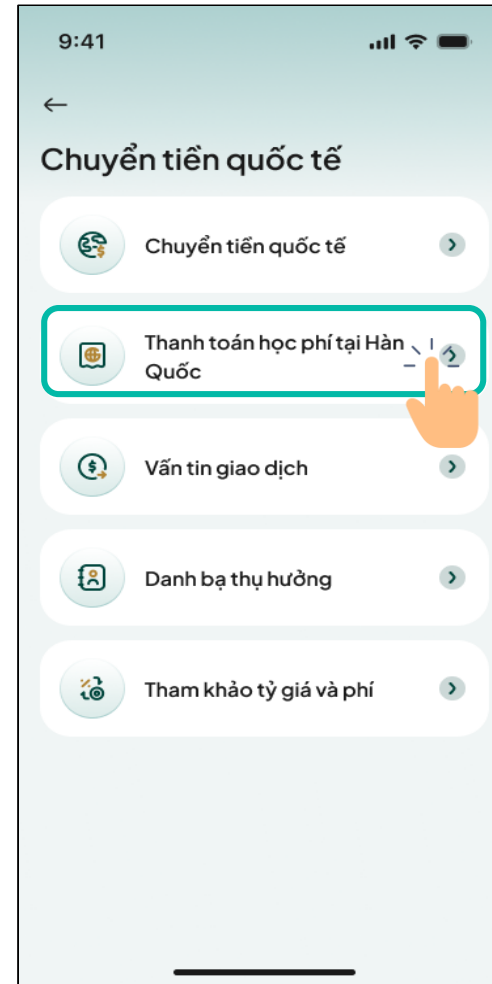 9:41
Chuyển tiền quốc tế
Chuyển tiền quốc tế
Thanh toán học phí tại Hàn
Quốc
Vấn tin giao dịch
Danh bạ thụ hưởng
Tham khảo tỷ giá và phí